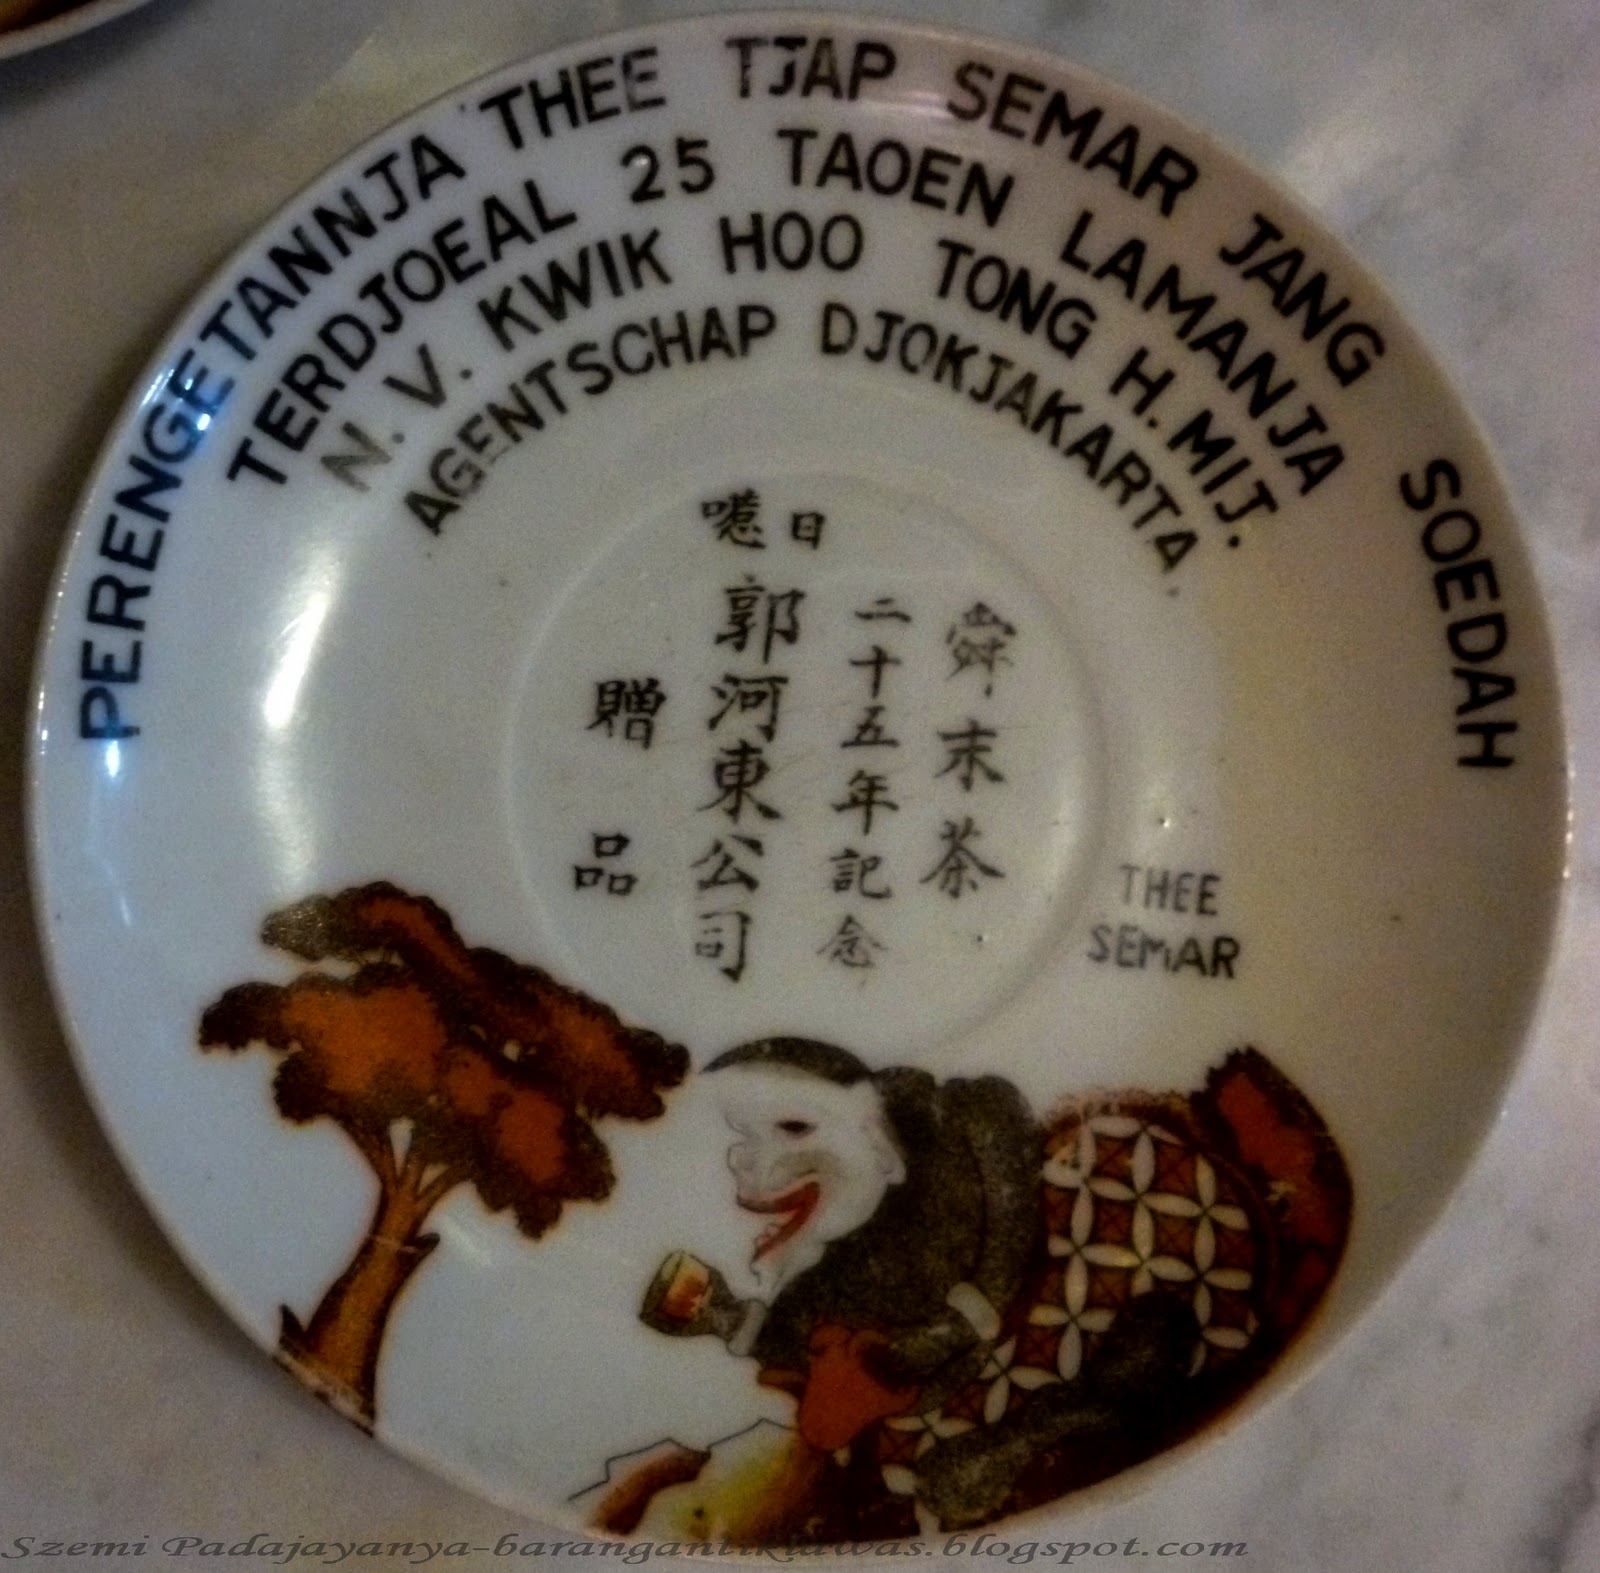 PERENGETANNJA THEE TJAP SEMAR JANG SOEDAH
TERDJOEAL 25 TAOEN LAMANJA
N. V. KWIK HOO TONG H. MIJ.
AGENTSCHAP DJOKJAKARTA.
舜末茶
二十五年記念
日惹
郭河東公司
贈品
THEE
SEMAR
Szemi Padajayanya-barangantiklawas.blogspot.com